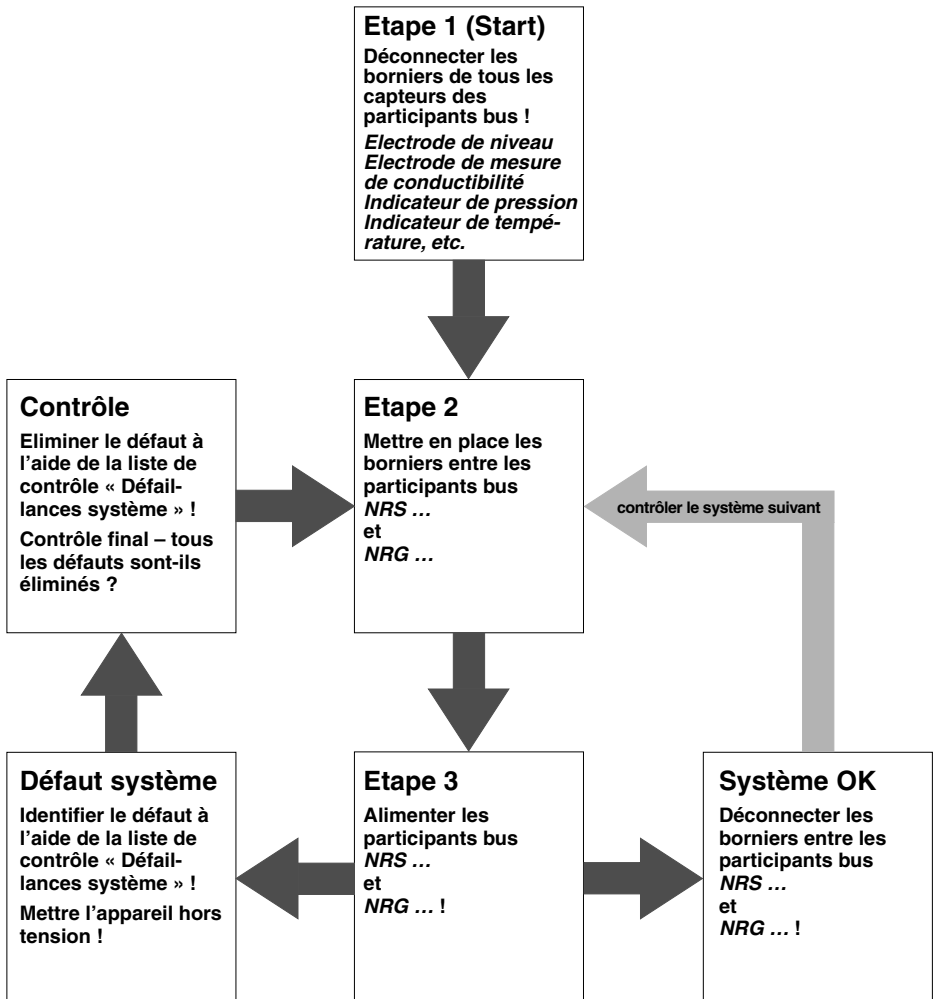 Etape 1 (Start)
Déconnecter les
borniers de tous les
capteurs des
participants bus !
Electrode de niveau
Electrode de mesure
de conductibilité
Indicateur de pression
Indicateur de tempé-
rature, etc.
Contrôle
Eliminer le défaut à
l’aide de la liste de
contrôle « Défail-
lances système » !
Contrôle final – tous
les défauts sont-ils
éliminés ?
Etape 2
Mettre en place les
borniers entre les
participants bus
NRS …
et
NRG …
contrôler le système suivant
Défaut système
Identifier le défaut à
l’aide de la liste de
contrôle « Défail-
lances système » !
Mettre l’appareil hors
tension !
Etape 3
Alimenter les
participants bus
NRS …
et
NRG … !
Système OK
Déconnecter les
borniers entre les
participants bus
NRS …
et
NRG … !